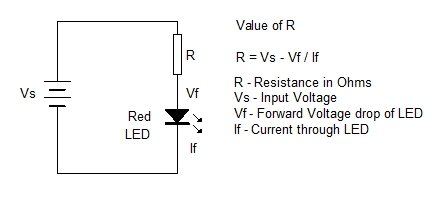 Value of R
R
R = Vs - Vf / If
Vs
Vf
Red
LED
If
R - Resistance in Ohms
Vs - Input Voltage
Vf - Forward Voltage drop of LED
If - Current through LED